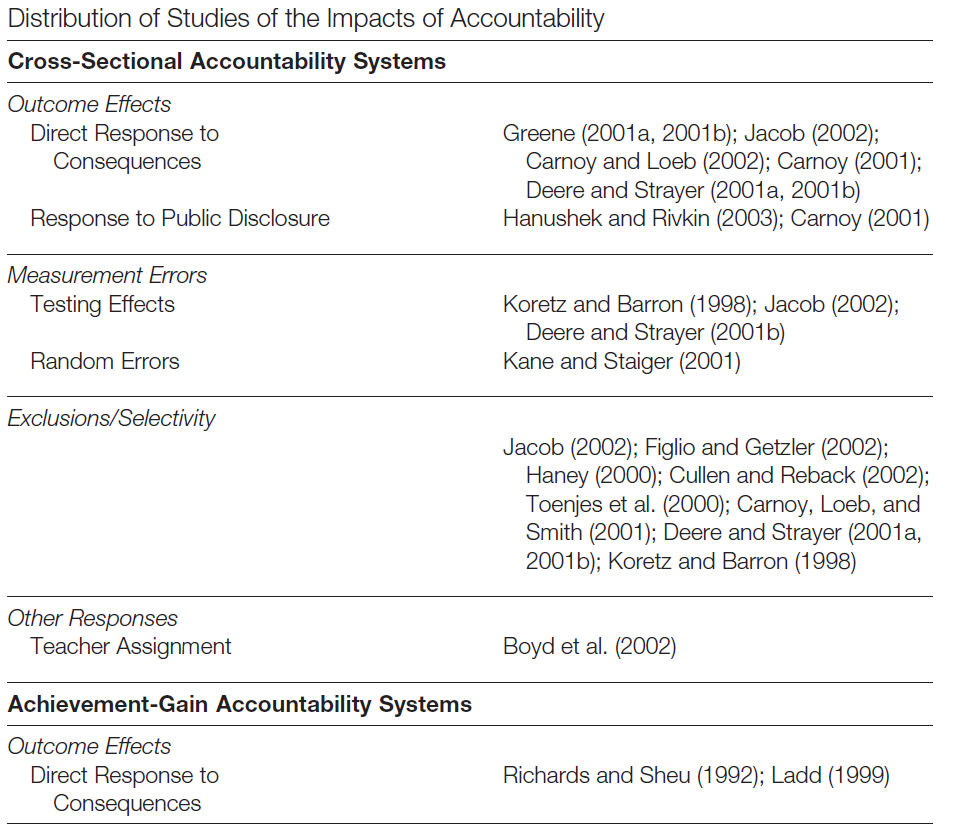 Distribution of Studies of the Impacts of Accountability
Cross-Sectional Accountability Systems
Outcome Effects
Direct Response to
Consequences
Greene (2001a, 2001b); Jacob (2002);
Carnoy and Loeb (2002); Carnoy (2001);
Deere and Strayer (2001a, 2001b)
Response to Public Disclosure
Hanushek and Rivkin (2003); Carnoy (2001)
Measurement Errors
Testing Effects
Koretz and Barron (1998); Jacob (2002);
Deere and Strayer (2001b)
Random Errors
Kane and Staiger (2001)
Exclusions/Selectivity
Jacob (2002); Figlio and Getzler (2002);
Haney (2000); Cullen and Reback (2002);
Toenjes et al. (2000); Carnoy, Loeb, and
Smith (2001); Deere and Strayer (2001a,
2001b); Koretz and Barron (1998)
Other Responses
Teacher Assignment
Boyd et al. (2002)
Achievement-Gain Accountability Systems
Outcome Effects
Direct Response to
Consequences
Richards and Sheu (1992); Ladd (1999)